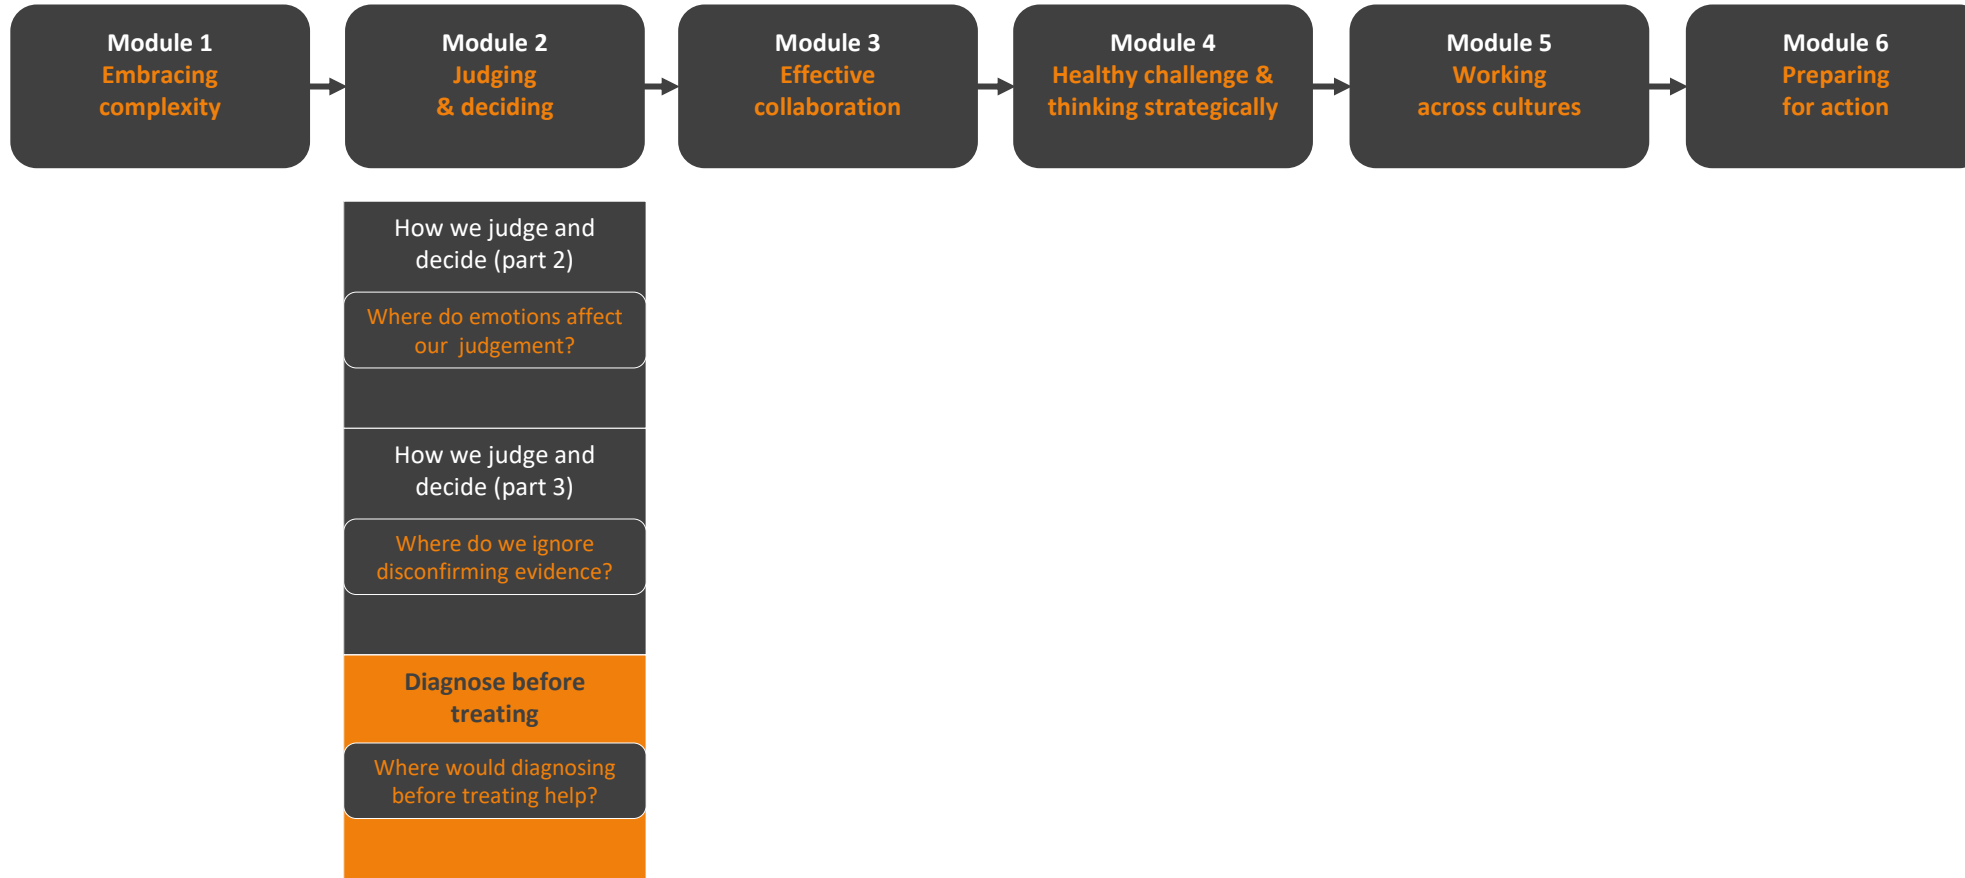 Module 1
Embracing
complexity
Module 2
Judging
& deciding
Module 3
Effective
collaboration
Module 4
Healthy challenge &
thinking strategically
Module 5
Working
across cultures
Module 6
Preparing
for action
How we judge and
decide (part 2)
Where do emotions affect
our judgement?
How we judge and
decide (part 3)
Where do we ignore
disconfirming evidence?
Diagnose before
treating
Where would diagnosing
before treating help?